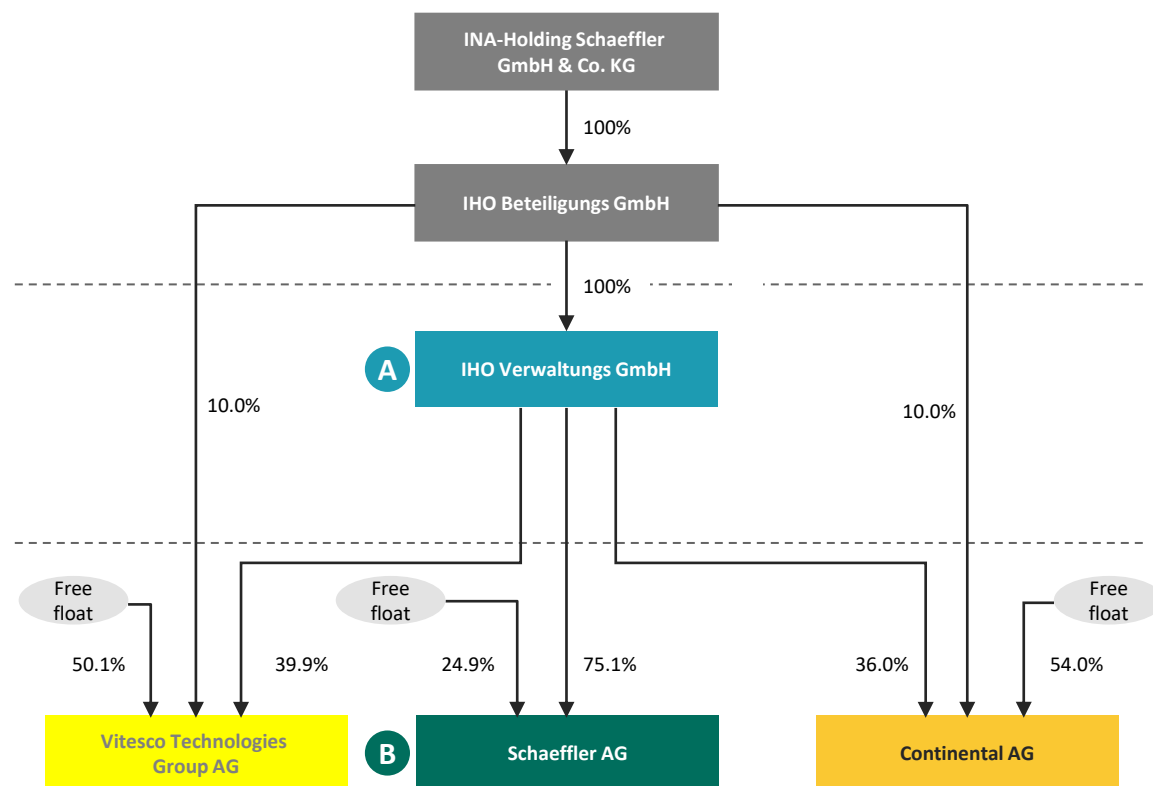 INA-Holding Schaeffler
GmbH & Co. KG
100%
IHO Beteiligungs GmbH
100%
A
IHO Verwaltungs GmbH
10.0%
10.0%
Free
float
Free
float
Free
float
50.1%
39.9%
24.9%
75.1%
36.0%
54.0%
Vitesco Technologies
Group AG
B
Schaeffler AG
Continental AG